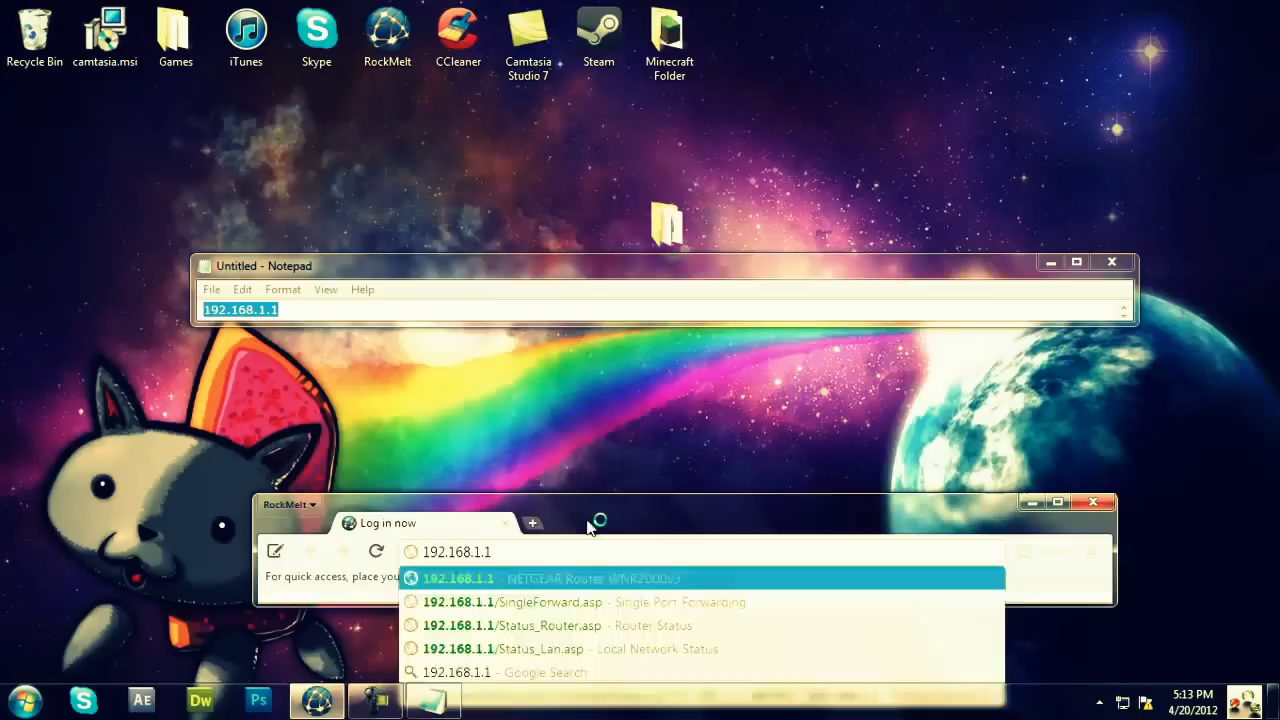 Recycle Bin
camtasia.msi
Games
iTunes
Skype
RockMelt
CCleaner
Camtasia Studio 7
Steam
Minecraft Folder
Untitled - Notepad
File Edit Format View Help
192.168.1.1
RockMelt
Log in now
192.168.1.1
For quick access, place you
192.168.1.1 - NETGEAR Router WNR2000v3
192.168.1.1/SingleForward.asp - Single Port Forwarding
192.168.1.1/Status_Router.asp - Router Status
192.168.1.1/Status_Lan.asp - Local Network Status
192.168.1.1 - Google Search
AE
Dw
Ps
5:13 PM
4/20/2012